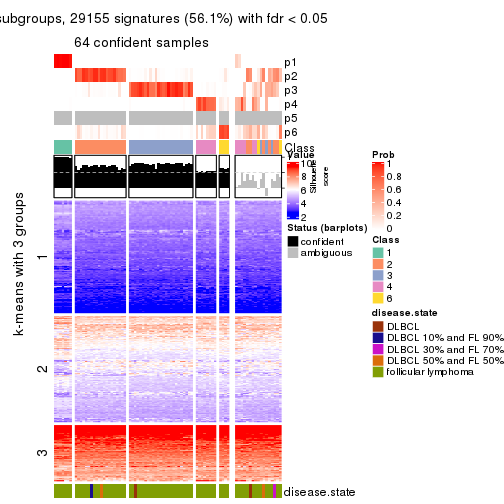 subgroups, 29155 signatures (56.1%) with fdr < 0.05
64 confident samples
p1
p2
p3
p4
p5
p6
Class
k-means with 3 groups
1
2
3
Value
10
8
6
4
2
Silhouette
score
Status (barplots)
confident
ambiguous
Prob
1
0.8
0.6
0.4
0.2
0
Class
1
2
3
4
6
disease.state
DLBCL
DLBCL 10% and FL 90%
DLBCL 30% and FL 70%
DLBCL 50% and FL 50%
follicular lymphoma
disease.state